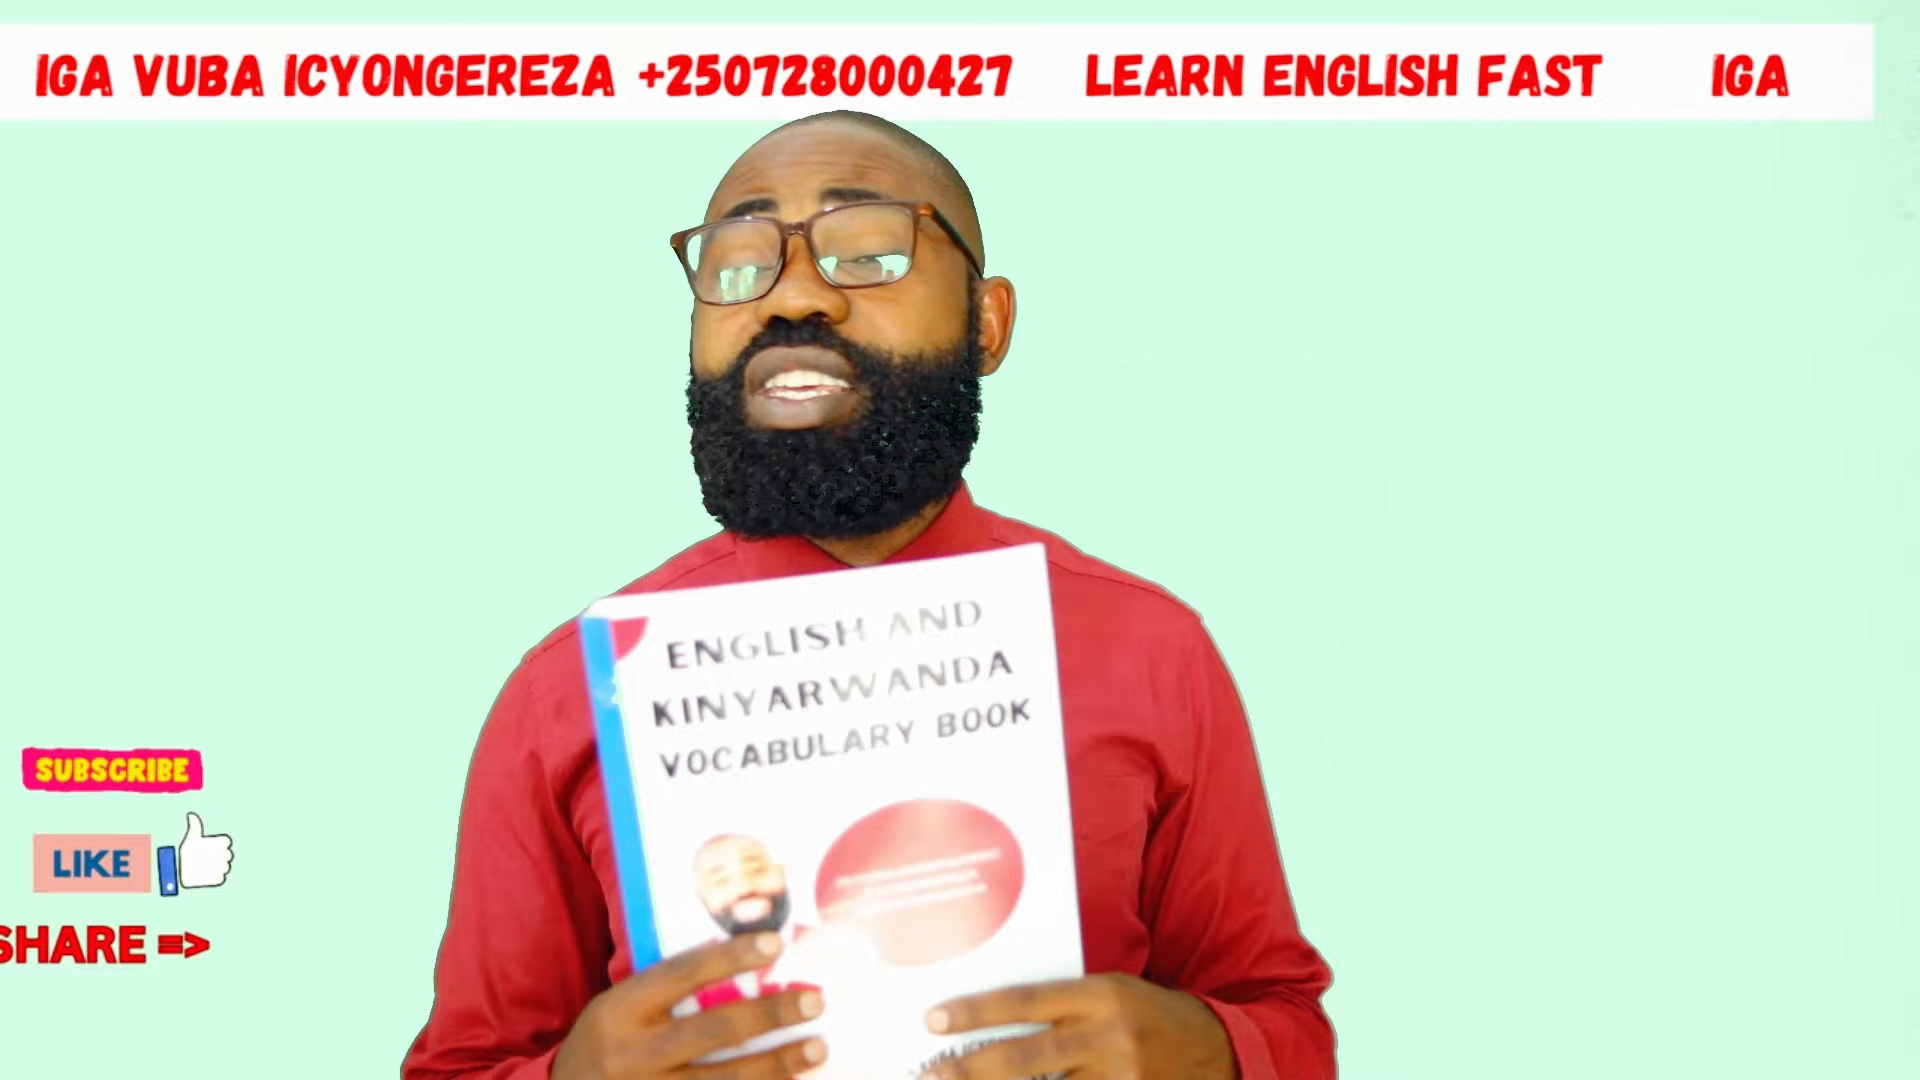 IGA VUBA ICYONGEREZA +250728000427 LEARN ENGLISH FAST IGA
ENGLISH AND
KINYARWANDA
VOCABULARY BOOK
SUBSCRIBE
LIKE
SHARE =>